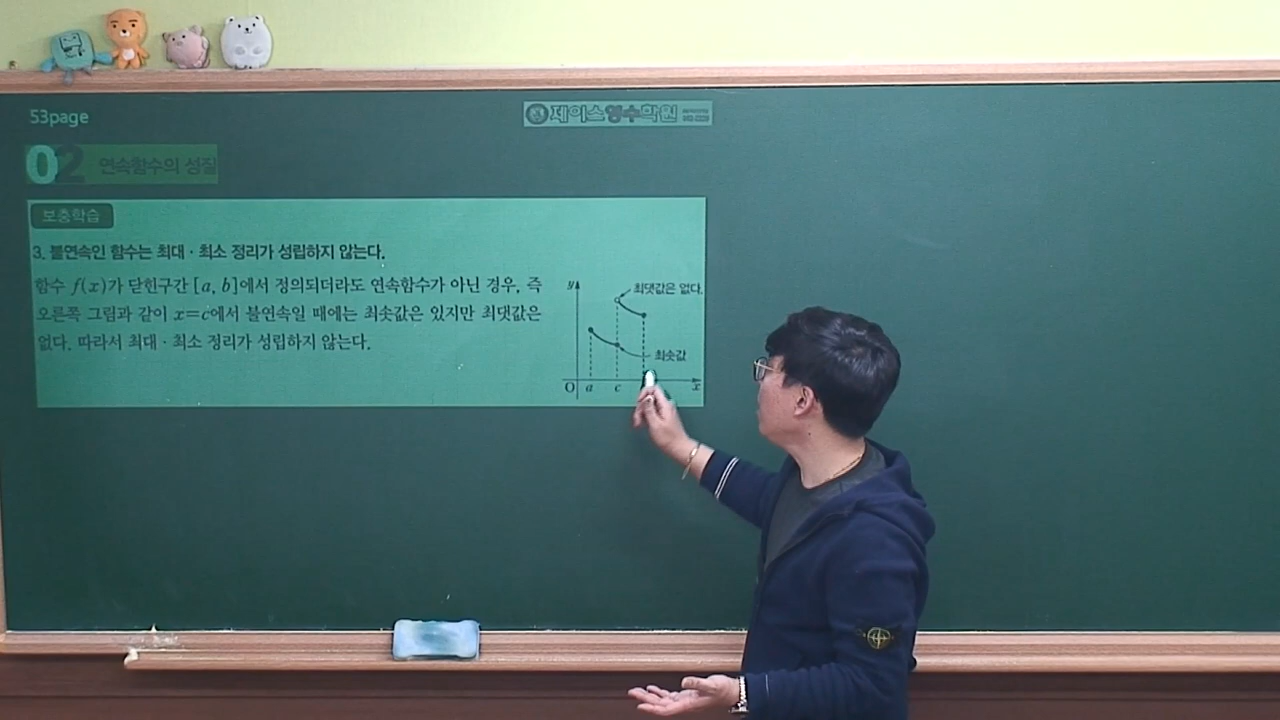 53page
제이스영수학원
02 연속함수의 성질
보충학습
3. 불연속인 함수는 최대 · 최소 정리가 성립하지 않는다.
함수 f(x)가 닫힌구간 [a, b]에서 정의되더라도 연속함수가 아닌 경우, 즉
오른쪽 그림과 같이 x=c에서 불연속일 때에는 최솟값은 있지만 최댓값은
없다. 따라서 최대 · 최소 정리가 성립하지 않는다.
y
최댓값은 없다.
최솟값
O a c x